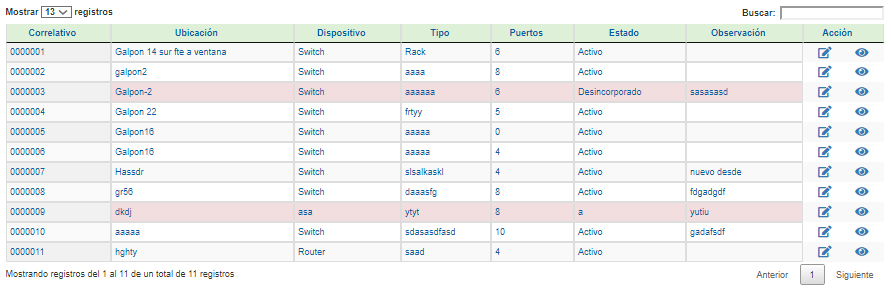 Mostrar 13 registros Buscar:
Correlativo Ubicación Dispositivo Tipo Puertos Estado Observación Acción
0000001 Galpon 14 sur fte a ventana Switch Rack 6 Activo
0000002 galpon2 Switch aaaa 8 Activo
0000003 Galpon-2 Switch aaaaaa 6 Desincorporado sasasasd
0000004 Galpon 22 Switch frtyy 5 Activo
0000005 Galpon16 Switch aaaaa 0 Activo
0000006 Galpon16 Switch aaaaa 4 Activo
0000007 Hassdr Switch slsalkaskl 4 Activo nuevo desde
0000008 gr56 Switch daaasfg 8 Activo fdgadgdf
0000009 dkdj asa ytyt 8 a yutiu
0000010 aaaaa Switch sdasasdfasd 10 Activo gadafsdf
0000011 hghty Router saad 4 Activo
Mostrando registros del 1 al 11 de un total de 11 registros Anterior 1 Siguiente